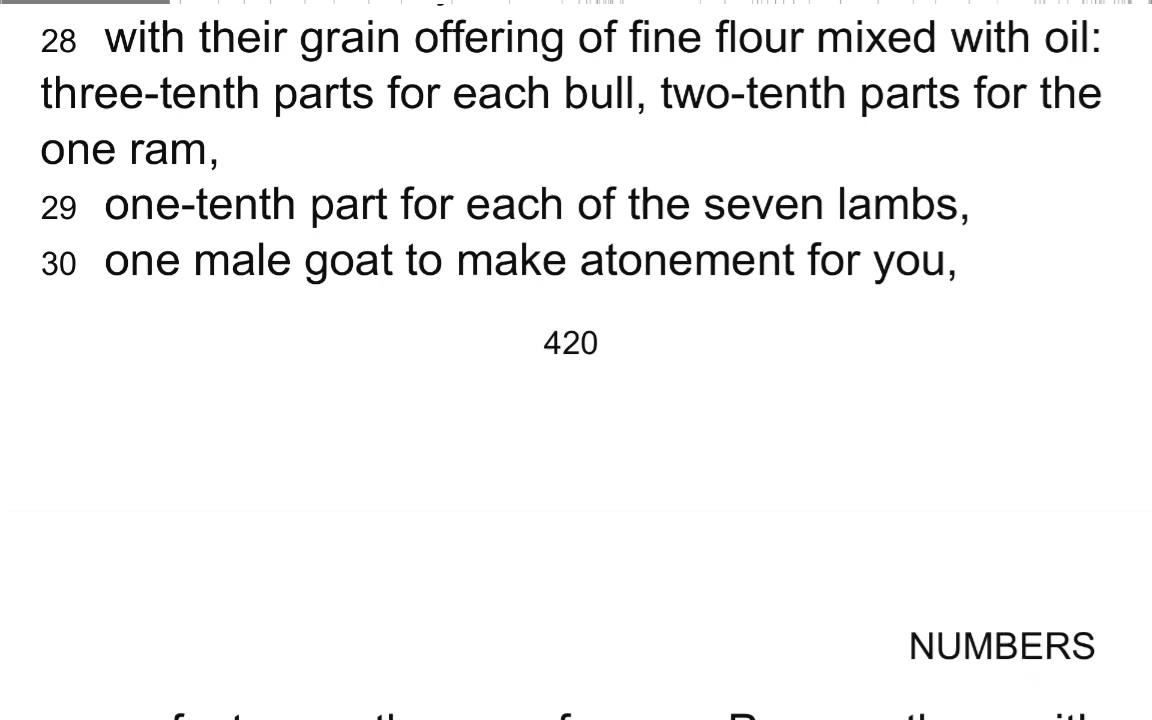 28 with their grain offering of fine flour mixed with oil:
three-tenth parts for each bull, two-tenth parts for the
one ram,
29 one-tenth part for each of the seven lambs,
30 one male goat to make atonement for you,
420
NUMBERS